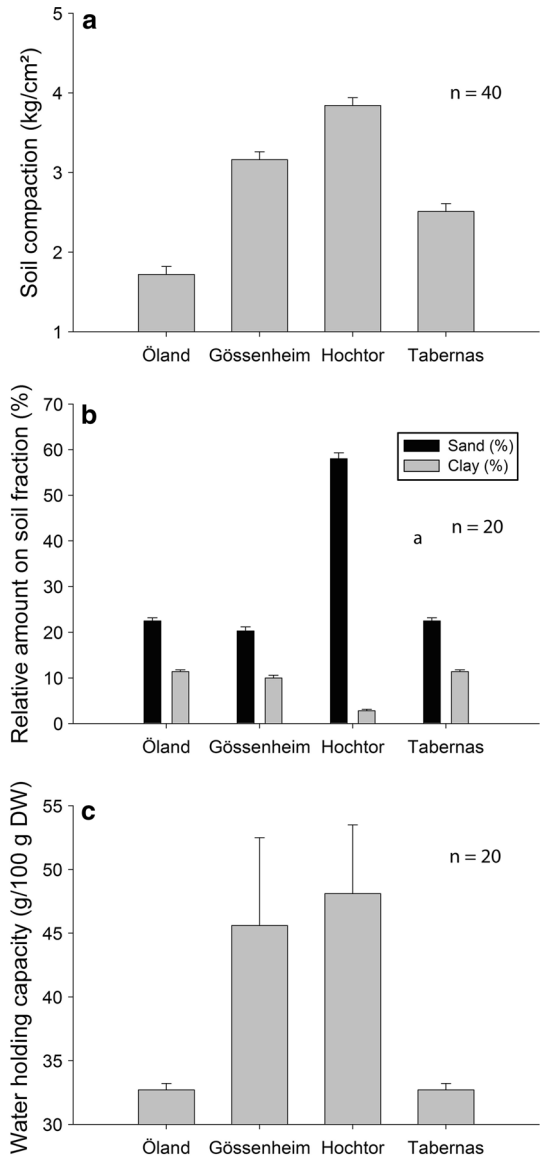 a
Soil compaction (kg/cm²)
5
4
3
2
1
n = 40
Öland Gössenheim Hochtor Tabernas
b
Relative amount on soil fraction (%)
70
60
50
40
30
20
10
0
Sand (%)
Clay (%)
a n = 20
Öland Gössenheim Hochtor Tabernas
c
Water holding capacity (g/100 g DW)
55
50
45
40
35
30
n = 20
Öland Gössenheim Hochtor Tabernas